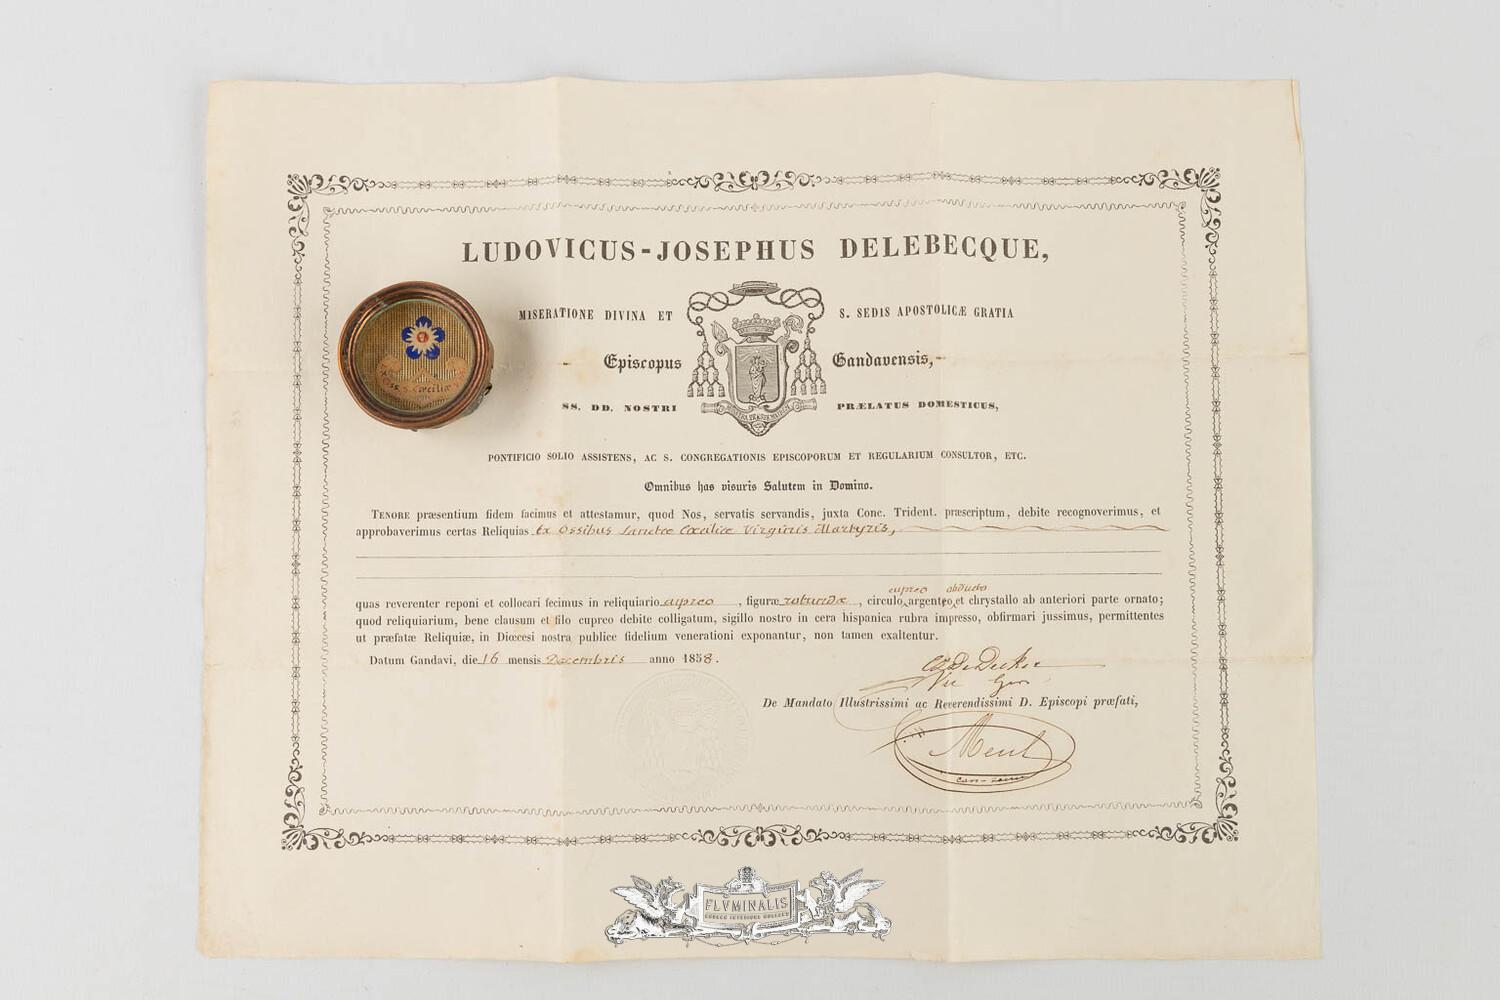 LUDOVICUS-JOSEPHUS DELEBECQUE,
MISERATIONE DIVINA ET S. SEDIS APOSTOLICÆ GRATIA
Episcopus Gandavensis,
SS. DD. NOSTRI PRÆLATUS DOMESTICUS,
PONTIFICIO SOLIO ASSISTENS, AC S. CONGREGATIONIS EPISCOPORUM ET REGULARIUM CONSULTOR, ETC.
Omnibus has visuris Salutem in Domino.
TENORE præsentium fidem facimus et attestamur, quod Nos, servatis servandis, juxta Conc. Trident. præscriptum, debite recognoverimus, et
approbaverimus certas Reliquias Ex Ossibus Sanctæ Cæciliæ Virginis Martyris,
cupreo abducto
quas reverenter reponi et collocari fecimus in reliquiario cupreo, figuræ rotundæ, circulo argenteo et chrystallo ab anteriori parte ornato;
quod reliquiarium, bene clausum et filo cupreo debite colligatum, sigillo nostro in cera hispanica rubra impresso, obfirmari jussimus, permittentes
ut præfatæ Reliquiæ, in Diœcesi nostra publice fidelium venerationi exponantur, non tamen exaltentur.
Datum Gandavi, die 16 mensis Decembris anno 1858.
De Decker
Vic Gen
De Mandato Illustrissimi ac Reverendissimi D. Episcopi præfati,
FLVMINALIS